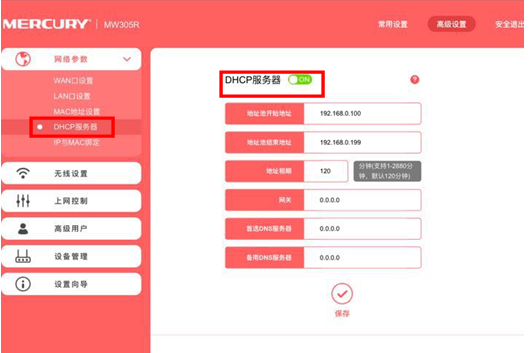 MERCURY MW305R
常用设置 高级设置 安全退出
网络参数
WAN口设置
LAN口设置
MAC地址设置
DHCP服务器
IP与MAC绑定
无线设置
上网控制
高级用户
设备管理
设置向导
DHCP服务器 ON
?
地址池开始地址 192.168.0.100
地址池结束地址 192.168.0.199
地址租期 120 分钟(支持1-2880分
钟，默认120分钟)
网关 0.0.0.0
首选DNS服务器 0.0.0.0
备用DNS服务器 0.0.0.0
保存